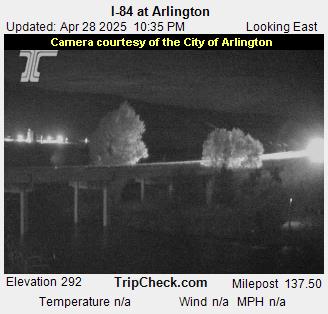 I-84 at Arlington
Updated: Apr 28 2025 10:35 PM Looking East
Camera courtesy of the City of Arlington
Elevation 292 TripCheck.com Milepost 137.50
Temperature n/a Wind n/a MPH n/a